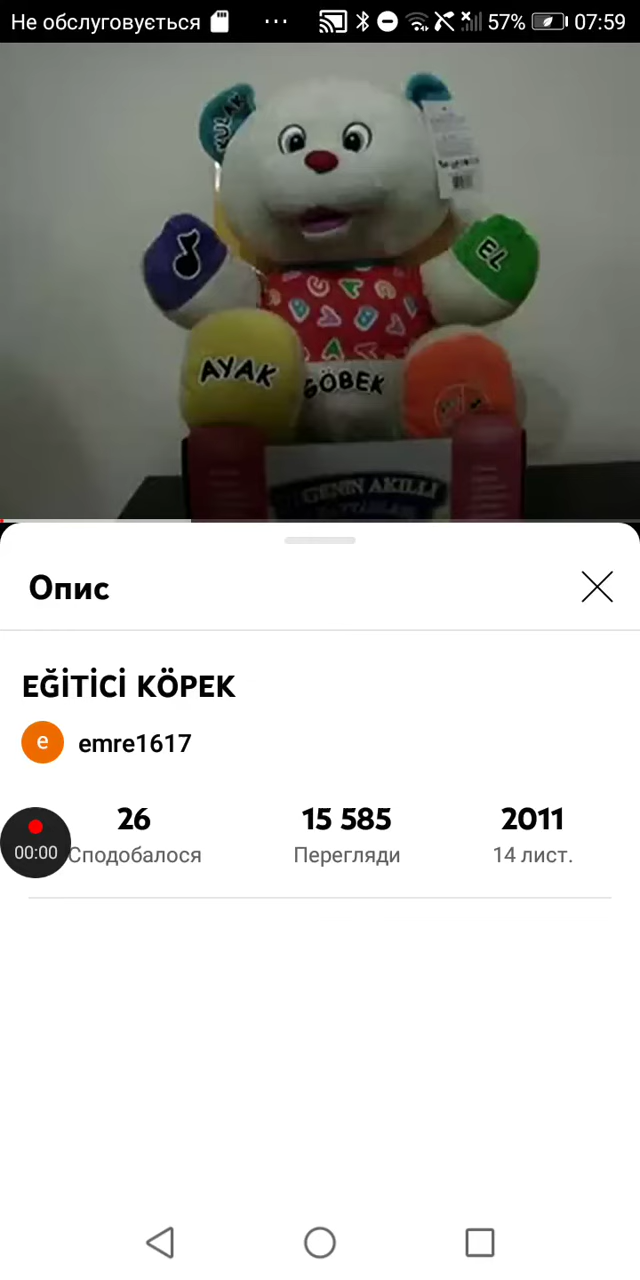 Не обслуговується
57%
07:59
KULAK
EL
AYAK
GÖBEK
AKILLI
Опис
EĞİTİCİ KÖPEK
e
emre1617
26
15 585
2011
00:00
Сподобалося
Перегляди
14 лист.